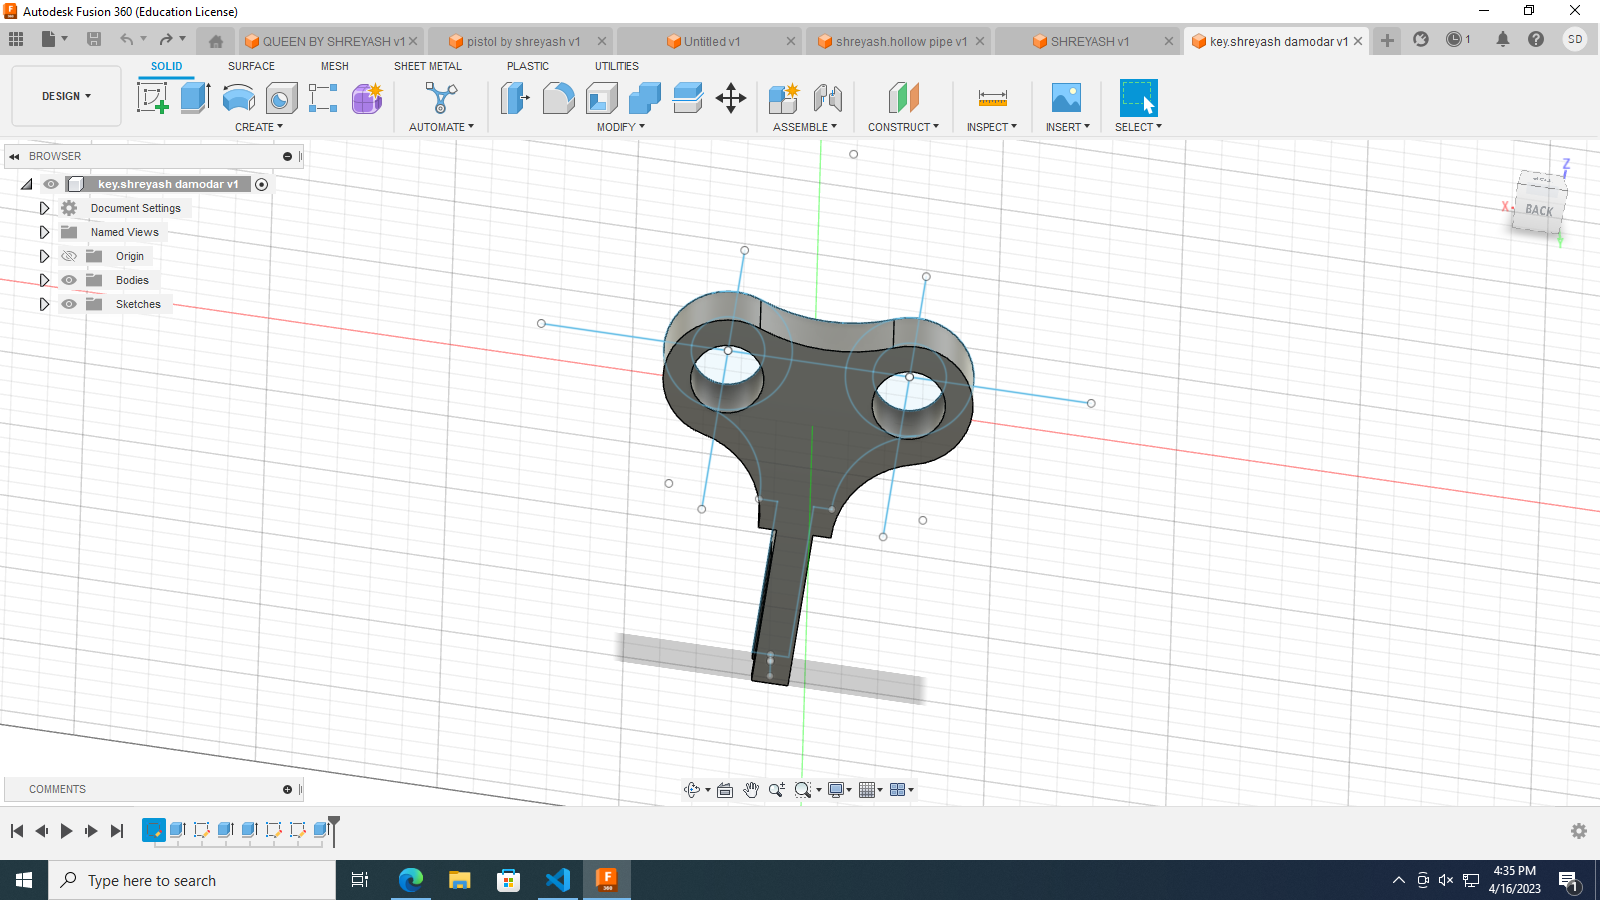 Autodesk Fusion 360 (Education License)
QUEEN BY SHREYASH v1
pistol by shreyash v1
Untitled v1
shreyash.hollow pipe v1
SHREYASH v1
key.shreyash damodar v1
1
SD
SOLID SURFACE MESH SHEET METAL PLASTIC UTILITIES
DESIGN
CREATE AUTOMATE MODIFY ASSEMBLE CONSTRUCT INSPECT INSERT SELECT
BROWSER
key.shreyash damodar v1
Document Settings
Named Views
Origin
Bodies
Sketches
Z
X
BACK
COMMENTS
Type here to search
360
4:35 PM
4/16/2023
1